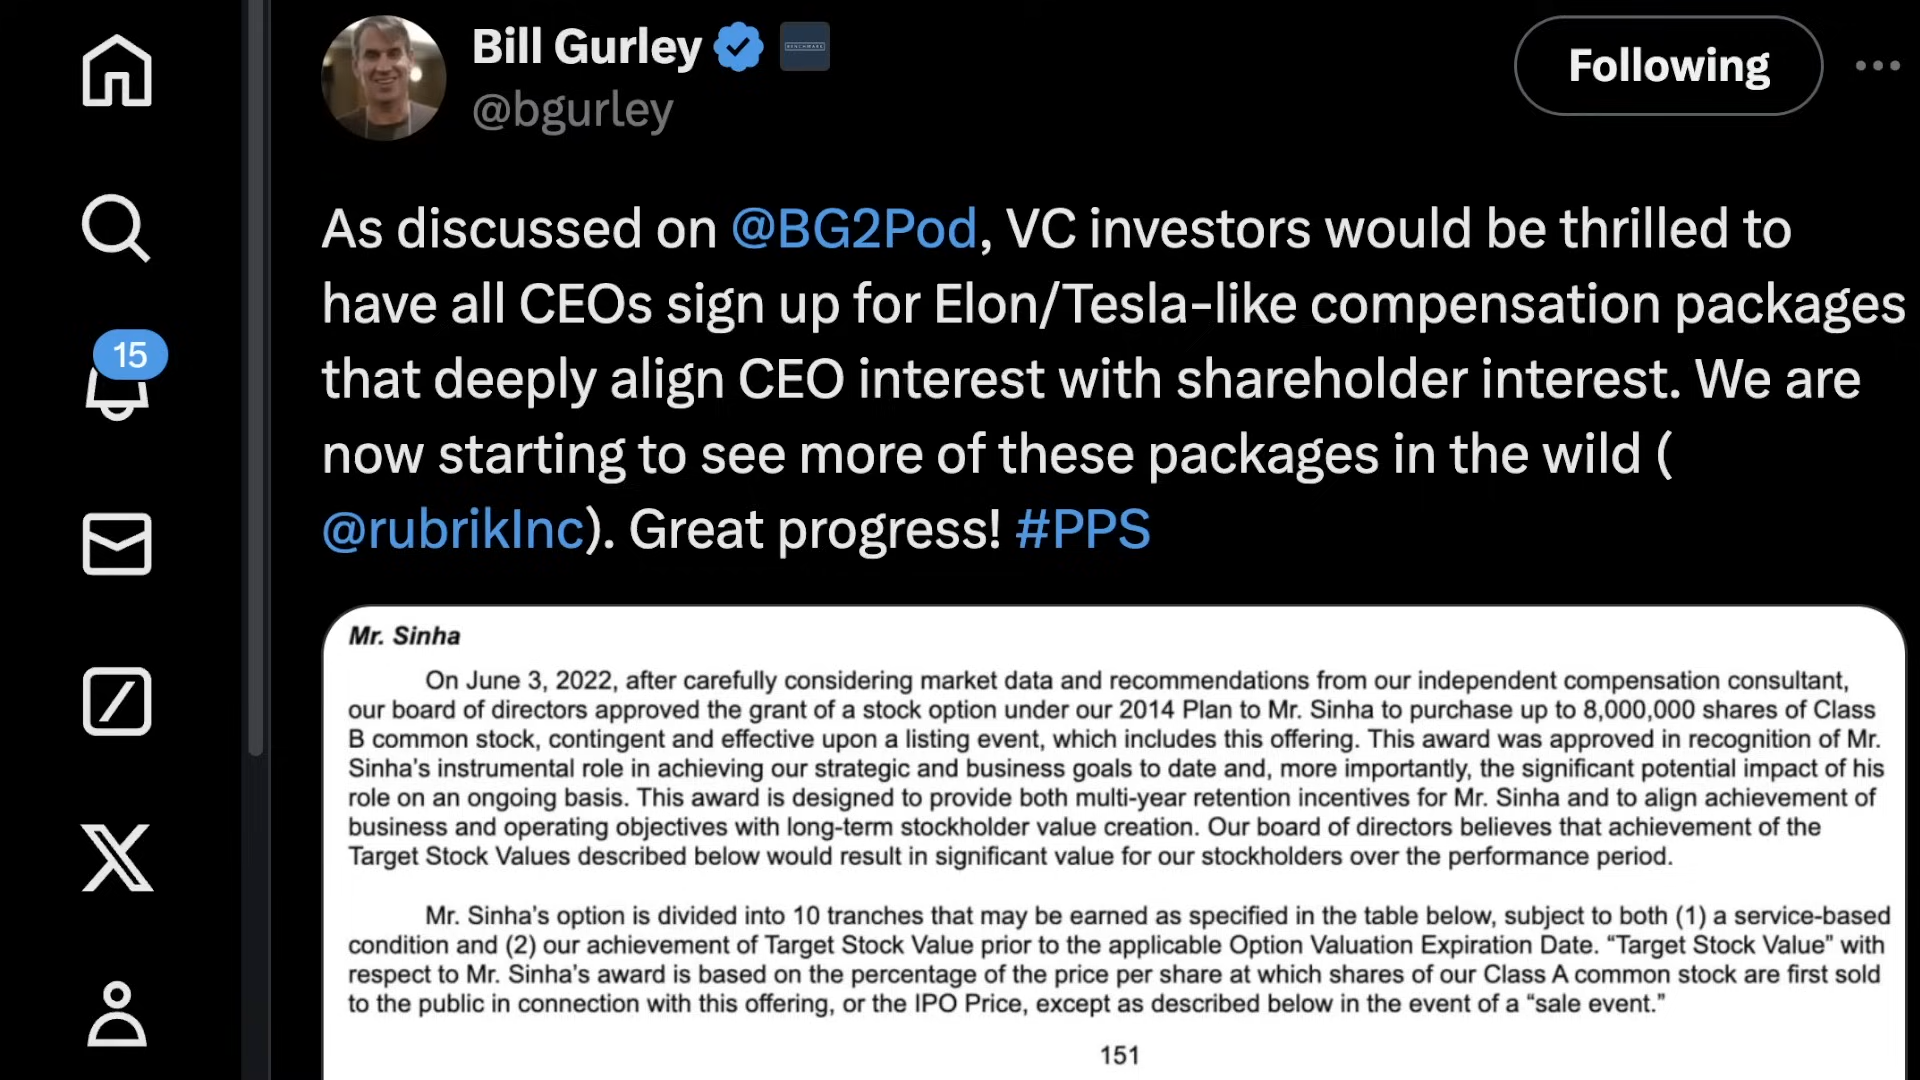 Bill Gurley
BENCHMARK
@bgurley
Following
15
As discussed on @BG2Pod, VC investors would be thrilled to
have all CEOs sign up for Elon/Tesla-like compensation packages
that deeply align CEO interest with shareholder interest. We are
now starting to see more of these packages in the wild (
@rubrikInc). Great progress! #PPS
Mr. Sinha
On June 3, 2022, after carefully considering market data and recommendations from our independent compensation consultant,
our board of directors approved the grant of a stock option under our 2014 Plan to Mr. Sinha to purchase up to 8,000,000 shares of Class
B common stock, contingent and effective upon a listing event, which includes this offering. This award was approved in recognition of Mr.
Sinha's instrumental role in achieving our strategic and business goals to date and, more importantly, the significant potential impact of his
role on an ongoing basis. This award is designed to provide both multi-year retention incentives for Mr. Sinha and to align achievement of
business and operating objectives with long-term stockholder value creation. Our board of directors believes that achievement of the
Target Stock Values described below would result in significant value for our stockholders over the performance period.
Mr. Sinha's option is divided into 10 tranches that may be earned as specified in the table below, subject to both (1) a service-based
condition and (2) our achievement of Target Stock Value prior to the applicable Option Valuation Expiration Date. “Target Stock Value” with
respect to Mr. Sinha's award is based on the percentage of the price per share at which shares of our Class A common stock are first sold
to the public in connection with this offering, or the IPO Price, except as described below in the event of a “sale event.”
151